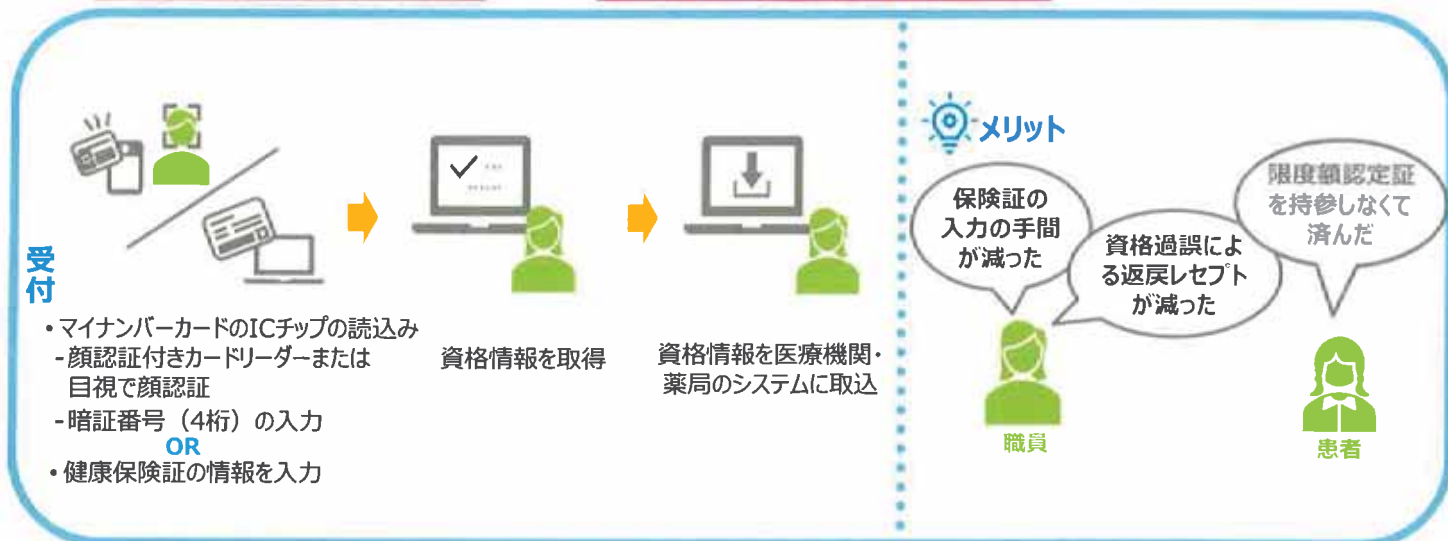 受
付
・マイナンバーカードのICチップの読込み
-顔認証付きカードリーダーまたは
目視で顔認証
-暗証番号（4桁）の入力
OR
・健康保険証の情報を入力
資格情報を取得
資格情報を医療機関・
薬局のシステムに取込
メリット
保険証の
入力の手間
が減った
資格過誤によ
る返戻レセプト
が減った
限度額認定証
を持参しなくて
済んだ
職員
患者